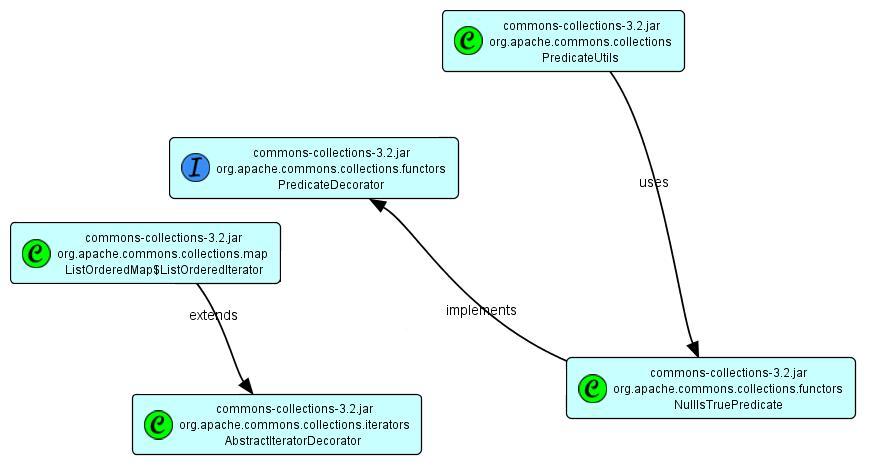 commons-collections-3.2.jar
org.apache.commons.collections
C
PredicateUtils
commons-collections-3.2.jar
I
org.apache.commons.collections.functors
PredicateDecorator
uses
commons-collections-3.2.jar
C
org.apache.commons.collections.map
ListOrderedMap$ListOrderedIterator
extends
implements
commons-collections-3.2.jar
C
org.apache.commons.collections.functors
NullIsTruePredicate
commons-collections-3.2.jar
C
org.apache.commons.collections.iterators
AbstractIteratorDecorator